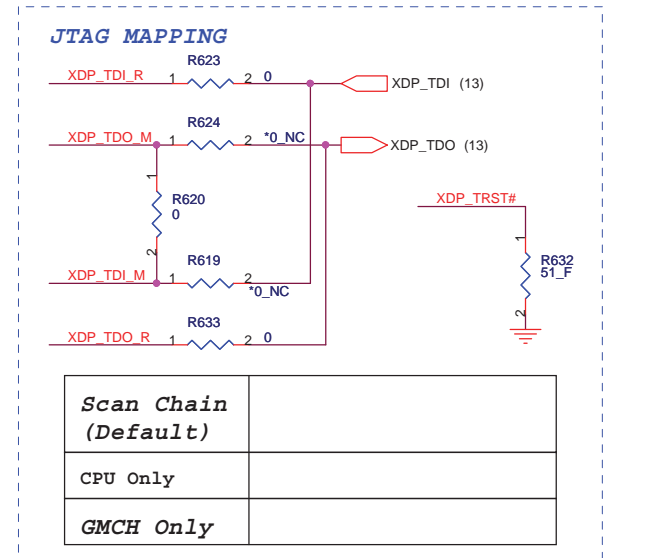 JTAG MAPPING
R623
XDP_TDI_R 1 2 0 XDP_TDI (13)
R624
XDP_TDO_M 1 2 *0_NC XDP_TDO (13)
1
R620
0
2
XDP_TRST#
1
R632
51_F
2
R619
XDP_TDI_M 1 2
*0_NC
R633
XDP_TDO_R 1 2 0
Scan Chain
(Default)
CPU Only
GMCH Only